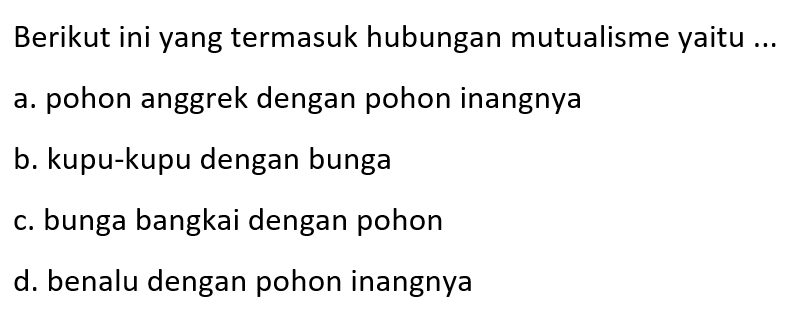 Berikut ini yang termasuk hubungan mutualisme yaitu ...
a. pohon anggrek dengan pohon inangnya
b. kupu-kupu dengan bunga
c. bunga bangkai dengan pohon
d. benalu dengan pohon inangnya